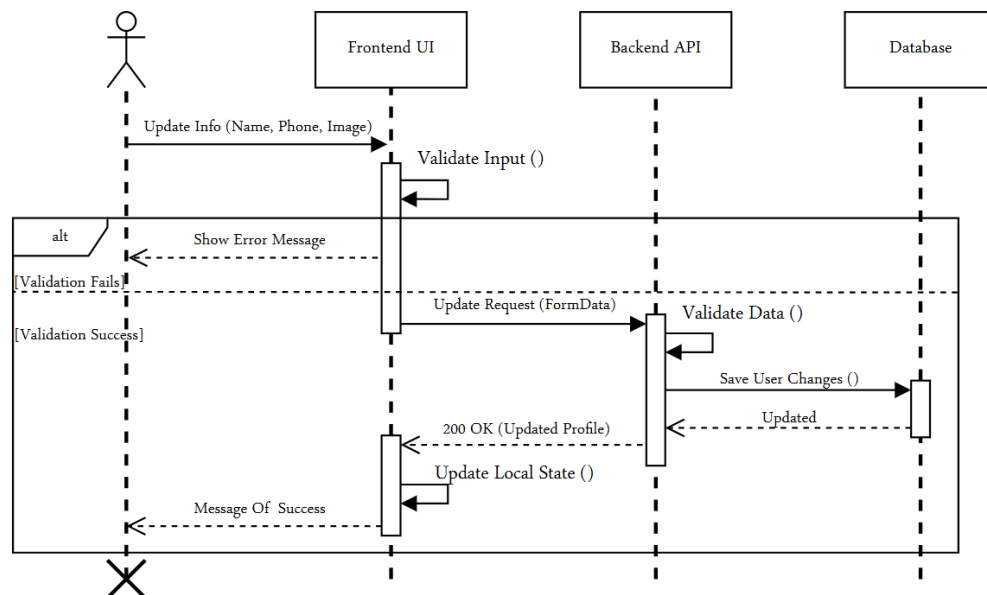 Frontend UI
Backend API
Database
Update Info (Name, Phone, Image)
Validate Input ()
alt
Show Error Message
[Validation Fails]
Update Request (FormData)
Validate Data ()
[Validation Success]
Save User Changes ()
Updated
200 OK (Updated Profile)
Update Local State ()
Message Of  Success